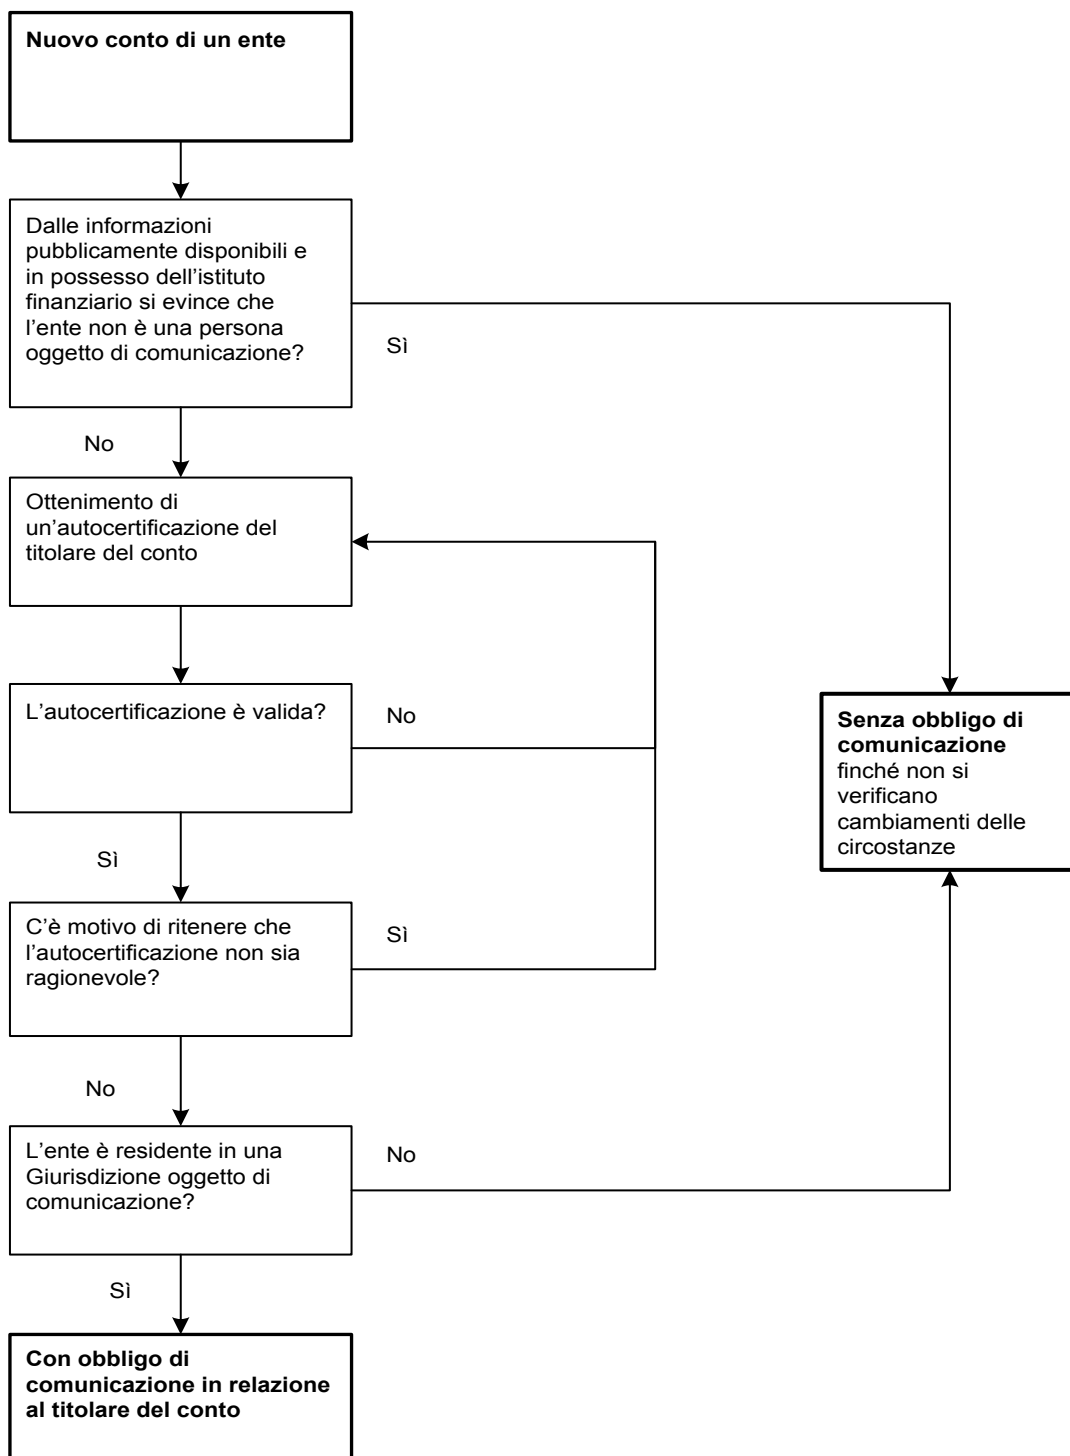 Nuovo conto di un ente
Dalle informazioni
pubblicamente disponibili e
in possesso dell'istituto
finanziario si evince che
l'ente non è una persona
oggetto di comunicazione?
Sì
No
Ottenimento di
un'autocertificazione del
titolare del conto
L'autocertificazione è valida?
No
Senza obbligo di
comunicazione
finché non si
verificano
cambiamenti delle
circostanze
Sì
C'è motivo di ritenere che
l'autocertificazione non sia
ragionevole?
Sì
No
L'ente è residente in una
Giurisdizione oggetto di
comunicazione?
No
Sì
Con obbligo di
comunicazione in relazione
al titolare del conto